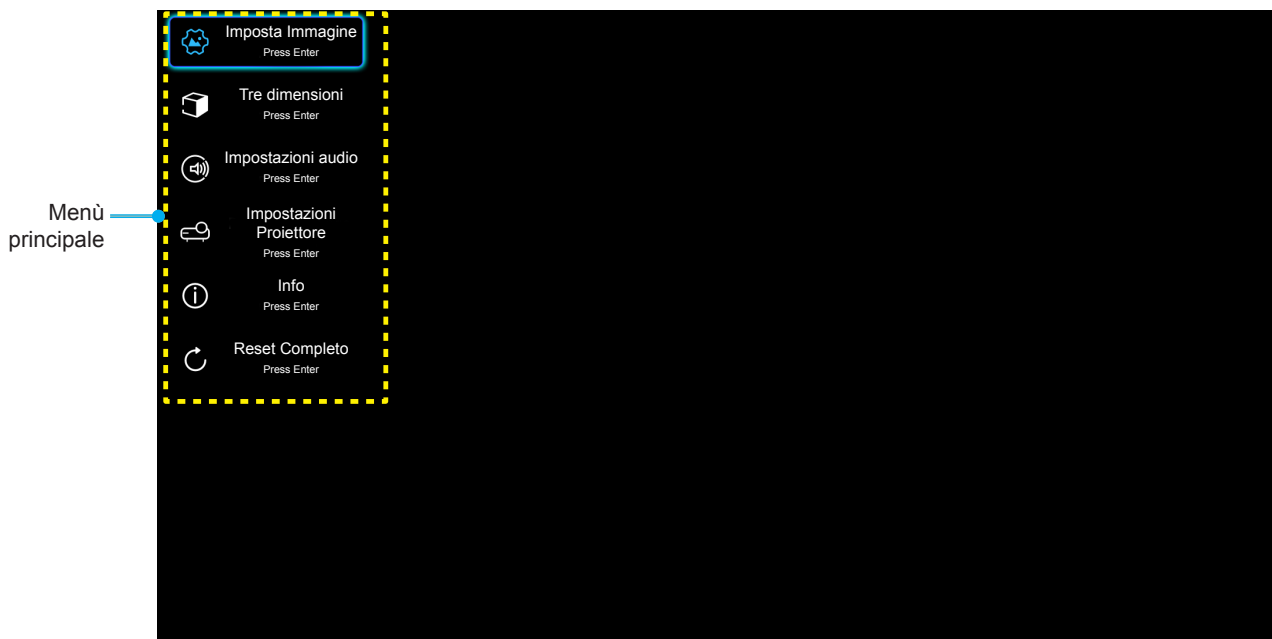 Imposta Immagine
Press Enter
Tre dimensioni
Press Enter
Impostazioni audio
Press Enter
Menù
principale
Impostazioni
Proiettore
Press Enter
Info
Press Enter
Reset Completo
Press Enter